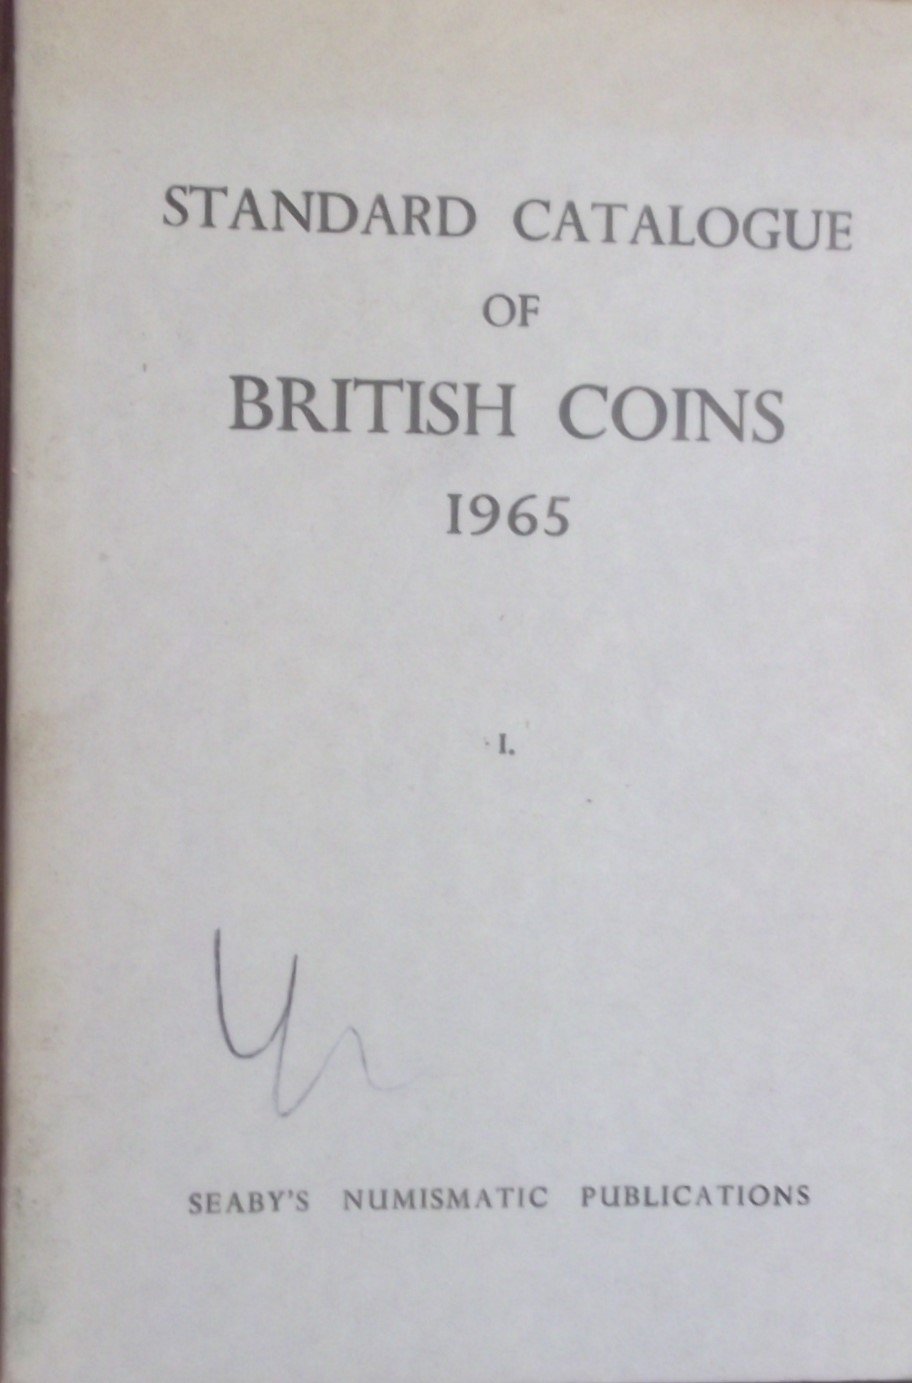 STANDARD CATALOGUE
OF
BRITISH COINS
1965
I.
SEABY'S NUMISMATIC PUBLICATIONS